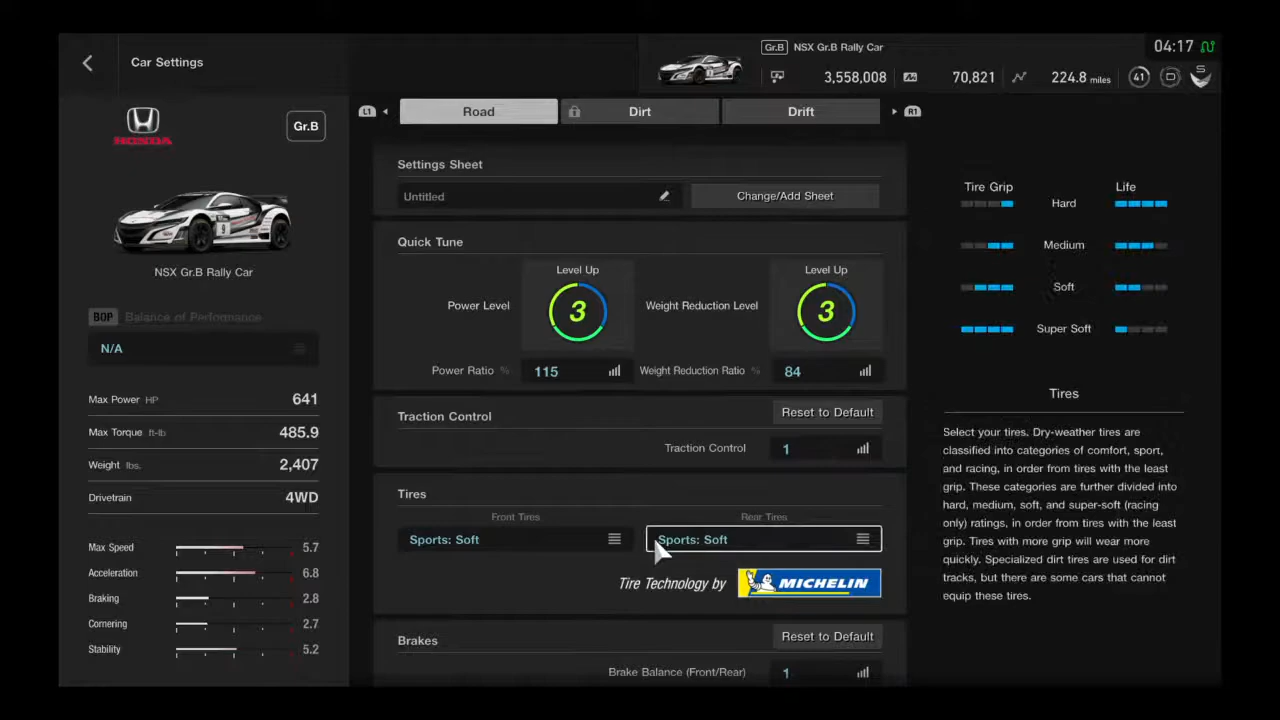 Car Settings
Gr.B NSX Gr.B Rally Car
04:17
3,558,008
70,821
224.8 miles
41
D
S
L1
Road
Dirt
Drift
R1
HONDA
Gr.B
9
NSX Gr.B Rally Car
BOP Balance of Performance
N/A
Max Power HP 641
Max Torque ft-lb 485.9
Weight lbs. 2,407
Drivetrain 4WD
Max Speed 5.7
Acceleration 6.8
Braking 2.8
Cornering 2.7
Stability 5.2
Settings Sheet
Untitled
Change/Add Sheet
Quick Tune
Level Up
Level Up
Power Level 3
Weight Reduction Level 3
Power Ratio % 115
Weight Reduction Ratio % 84
Traction Control
Reset to Default
Traction Control 1
Tires
Front Tires
Rear Tires
Sports: Soft
Sports: Soft
Tire Technology by MICHELIN
Brakes
Reset to Default
Brake Balance (Front/Rear) 1
Tire Grip
Life
Hard
Medium
Soft
Super Soft
Tires
Select your tires. Dry-weather tires are
classified into categories of comfort, sport,
and racing, in order from tires with the least
grip. These categories are further divided into
hard, medium, soft, and super-soft (racing
only) ratings, in order from tires with the least
grip. Tires with more grip will wear more
quickly. Specialized dirt tires are used for dirt
tracks, but there are some cars that cannot
equip these tires.